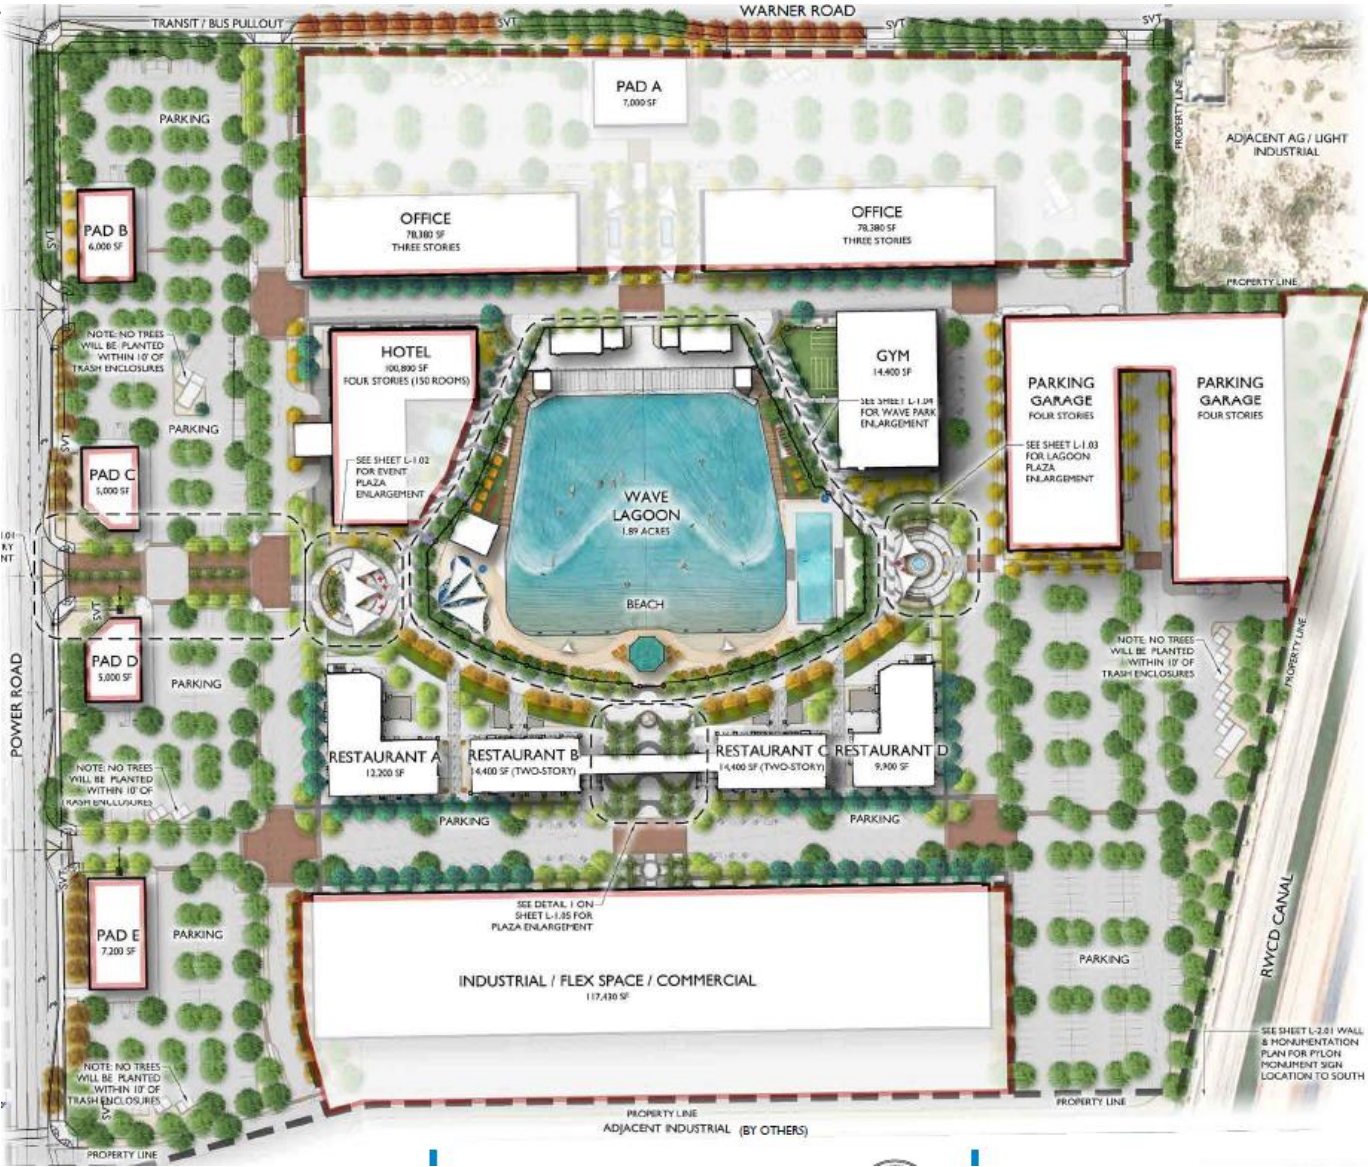 WARNER ROAD
TRANSIT / BUS PULLOUT
SVT
SVT
SVT
PAD A
7,000 SF
PARKING
PROPERTY LINE
ADJACENT AG / LIGHT
INDUSTRIAL
PAD B
6,000 SF
SVT
OFFICE
78,380 SF
THREE STORIES
OFFICE
78,380 SF
THREE STORIES
PROPERTY LINE
NOTE: NO TREES
WILL BE PLANTED
WITHIN 10' OF
TRASH ENCLOSURES
HOTEL
100,800 SF
FOUR STORIES (150 ROOMS)
GYM
14,400 SF
SEE SHEET L-1.04
FOR WAVE PARK
ENLARGEMENT
PARKING
GARAGE
FOUR STORIES
PARKING
GARAGE
FOUR STORIES
PARKING
SVT
SEE SHEET L-1.02
FOR EVENT
PLAZA
ENLARGEMENT
SEE SHEET L-1.03
FOR LAGOON
PLAZA
ENLARGEMENT
PAD C
5,000 SF
WAVE
LAGOON
1.89 ACRES
1.01
RY
NT
BEACH
SVT
PAD D
5,000 SF
PARKING
NOTE: NO TREES
WILL BE PLANTED
WITHIN 10' OF
TRASH ENCLOSURES
PROPERTY LINE
POWER ROAD
RESTAURANT A
12,200 SF
RESTAURANT B
14,400 SF (TWO-STORY)
RESTAURANT C
14,400 SF (TWO-STORY)
RESTAURANT D
9,900 SF
NOTE: NO TREES
WILL BE PLANTED
WITHIN 10' OF
TRASH ENCLOSURES
PARKING
PARKING
SVT
PAD E
7,200 SF
PARKING
SEE DETAIL 1 ON
SHEET L-1.05 FOR
PLAZA ENLARGEMENT
INDUSTRIAL / FLEX SPACE / COMMERCIAL
117,430 SF
PARKING
RWCD CANAL
SEE SHEET L-2.01 WALL
& MONUMENTATION
PLAN FOR PYLON
MONUMENT SIGN
LOCATION TO SOUTH
NOTE: NO TREES
WILL BE PLANTED
WITHIN 10' OF
TRASH ENCLOSURES
SVT
PROPERTY LINE
PROPERTY LINE
ADJACENT INDUSTRIAL (BY OTHERS)
PROPERTY LINE